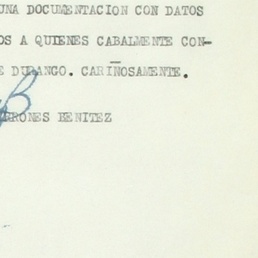 UNA DOCUMENTACION CON DATOS
OS A QUIENES CABALMENTE CON-
E DURANGO. CARIÑOSAMENTE.
RRONES BENITEZ